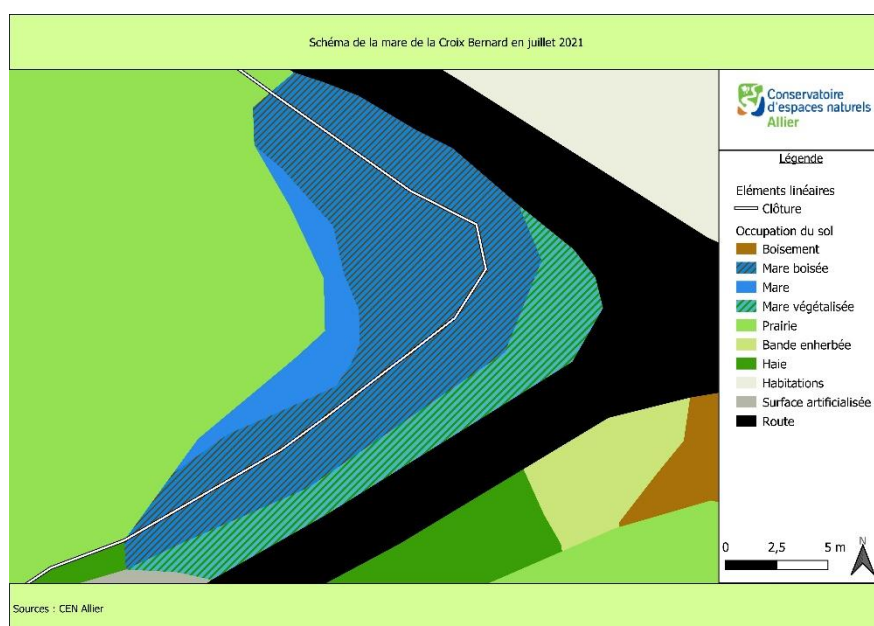 Schéma de la mare de la Croix Bernard en juillet 2021
Conservatoire
d'espaces naturels
Allier
Légende
Eléments linéaires
Clôture
Occupation du sol
Boisement
Mare boisée
Mare
Mare végétalisée
Prairie
Bande enherbée
Haie
Habitations
Surface artificialisée
Route
0 2,5 5 m
N
Sources : CEN Allier